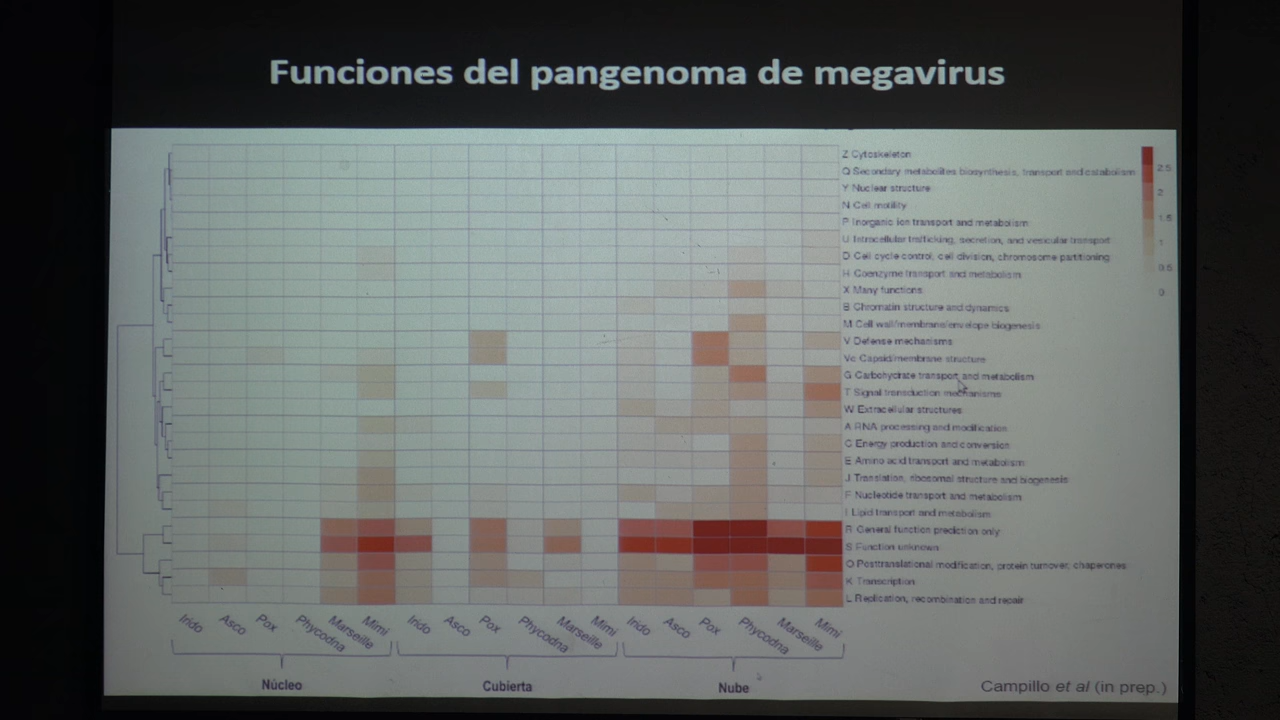 Funciones del pangenoma de megavirus
Z Cytoskeleton
Q Secondary metabolites biosynthesis, transport and catabolism
Y Nuclear structure
N Cell motility
P Inorganic ion transport and metabolism
U Intracellular trafficking, secretion, and vesicular transport
D Cell cycle control, cell division, chromosome partitioning
H Coenzyme transport and metabolism
X Many functions
B Chromatin structure and dynamics
M Cell wall/membrane/envelope biogenesis
V Defense mechanisms
Vc Capsid/membrane structure
G Carbohydrate transport and metabolism
T Signal transduction mechanisms
W Extracellular structures
A RNA processing and modification
C Energy production and conversion
E Amino acid transport and metabolism
J Translation, ribosomal structure and biogenesis
F Nucleotide transport and metabolism
I Lipid transport and metabolism
R General function prediction only
S Function unknown
O Posttranslational modification, protein turnover, chaperones
K Transcription
L Replication, recombination and repair
2.5
2
1.5
1
0.5
0
Irido Asco Pox Phycodna Marseille Mimi Irido Asco Pox Phycodna Marseille Mimi Irido Asco Pox Phycodna Marseille Mimi
Núcleo Cubierta Nube
Campillo et al (in prep.)